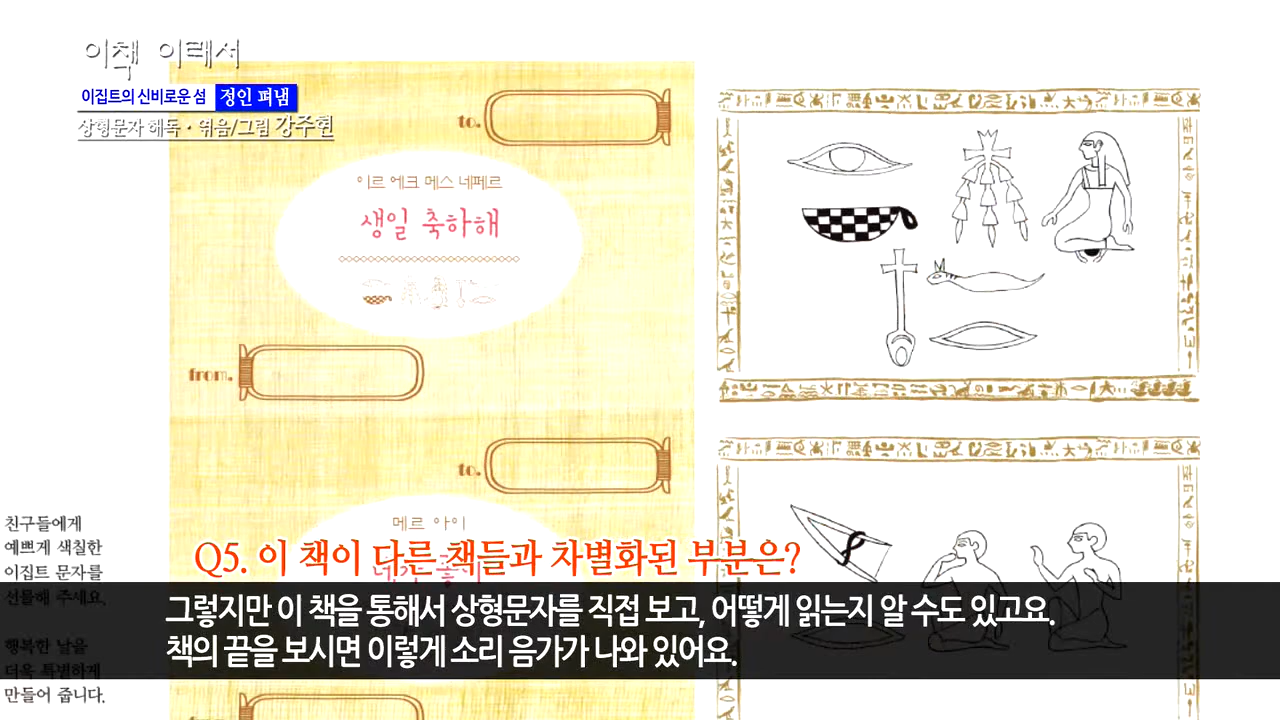 이책 이래서
이집트의 신비로운 섬 정인 펴냄
상형문자 해독 · 엮음/그림 강주현
to.
이르 에크 메스 네페르
생일 축하해
from.
to.
메르 아이
친구들에게
예쁘게 색칠한
이집트 문자를
선물해 주세요.
행복한 날을
더욱 특별하게
만들어 줍니다.
Q5. 이 책이 다른 책들과 차별화된 부분은?
그렇지만 이 책을 통해서 상형문자를 직접 보고, 어떻게 읽는지 알 수도 있고요.
책의 끝을 보시면 이렇게 소리 음가가 나와 있어요.